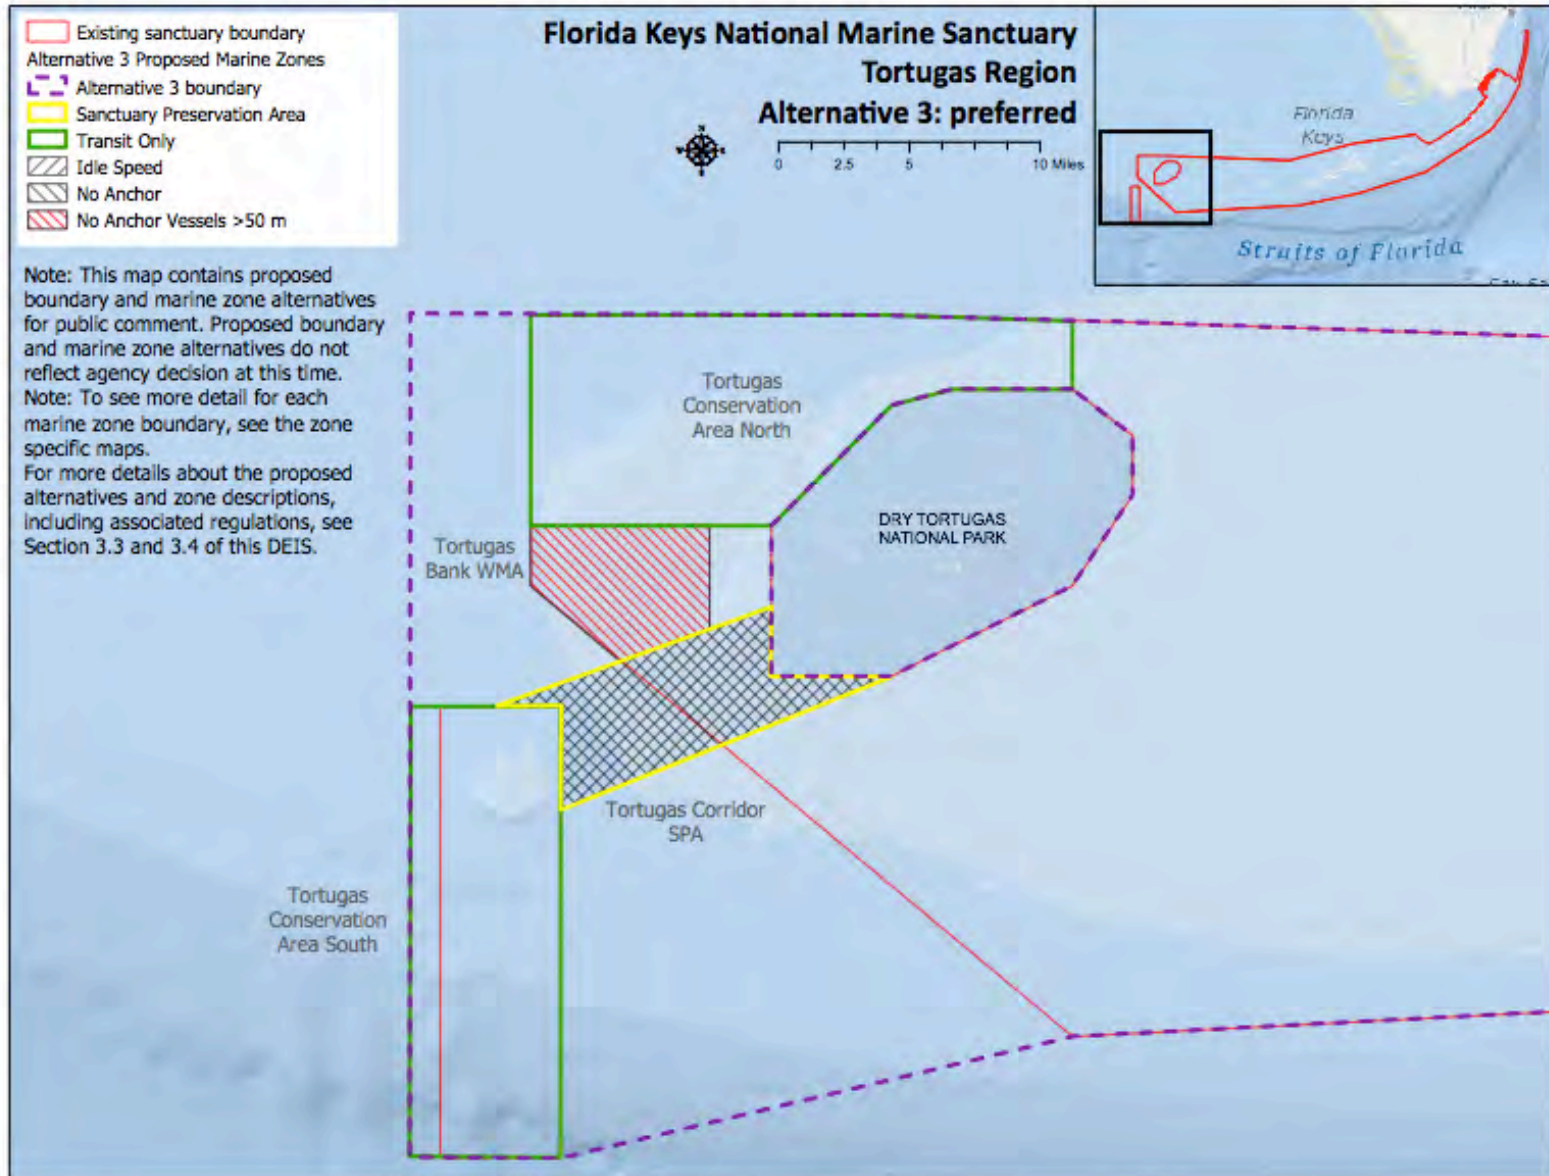 Existing sanctuary boundary
Alternative 3 Proposed Marine Zones
Alternative 3 boundary
Sanctuary Preservation Area
Transit Only
Idle Speed
No Anchor
No Anchor Vessels >50 m
Note: This map contains proposed
boundary and marine zone alternatives
for public comment. Proposed boundary
and marine zone alternatives do not
reflect agency decision at this time.
Note: To see more detail for each
marine zone boundary, see the zone
specific maps.
For more details about the proposed
alternatives and zone descriptions,
including associated regulations, see
Section 3.3 and 3.4 of this DEIS.
Florida Keys National Marine Sanctuary
Tortugas Region
Alternative 3: preferred
0 2.5 5 10 Miles
Florida
Keys
Straits of Florida
Tortugas
Conservation
Area North
DRY TORTUGAS
NATIONAL PARK
Tortugas
Bank WMA
Tortugas Corridor
SPA
Tortugas
Conservation
Area South